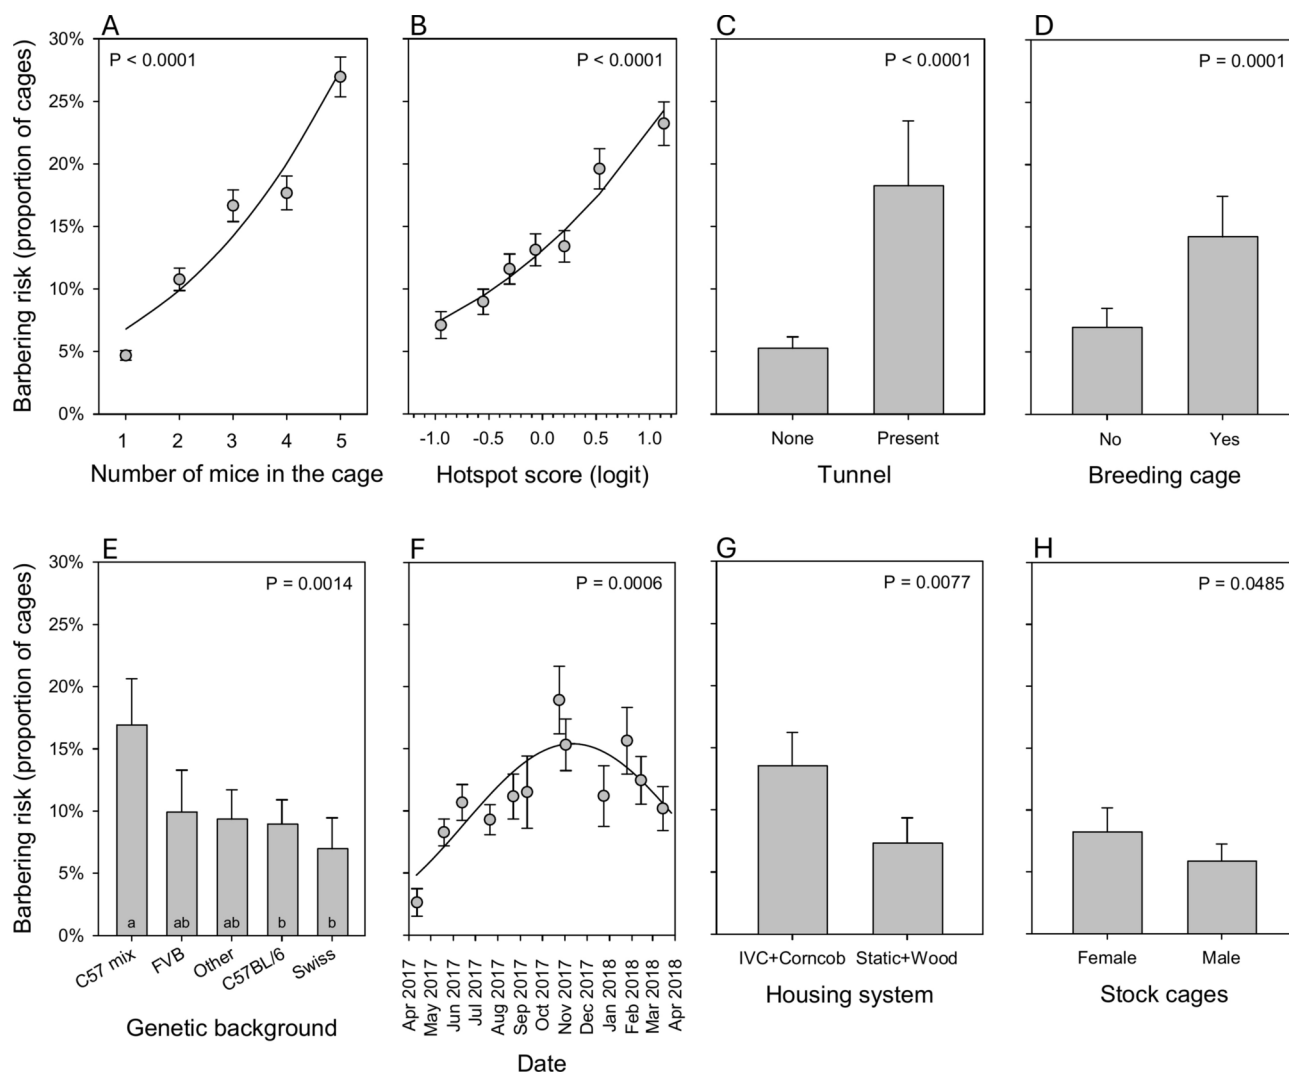 A
B
C
D
Barbering risk (proportion of cages)
30%
25%
20%
15%
10%
5%
0%
P < 0.0001
P < 0.0001
P < 0.0001
P = 0.0001
1 2 3 4 5
Number of mice in the cage
-1.0 -0.5 0.0 0.5 1.0
Hotspot score (logit)
None Present
Tunnel
No Yes
Breeding cage
E
F
G
H
Barbering risk (proportion of cages)
30%
25%
20%
15%
10%
5%
0%
P = 0.0014
P = 0.0006
P = 0.0077
P = 0.0485
a ab ab b b
C57 mix
FVB
Other
C57BL/6
Swiss
Genetic background
Apr 2017
May 2017
Jun 2017
Jul 2017
Aug 2017
Sep 2017
Oct 2017
Nov 2017
Dec 2017
Jan 2018
Feb 2018
Mar 2018
Apr 2018
Date
IVC+Corncob Static+Wood
Housing system
Female Male
Stock cages